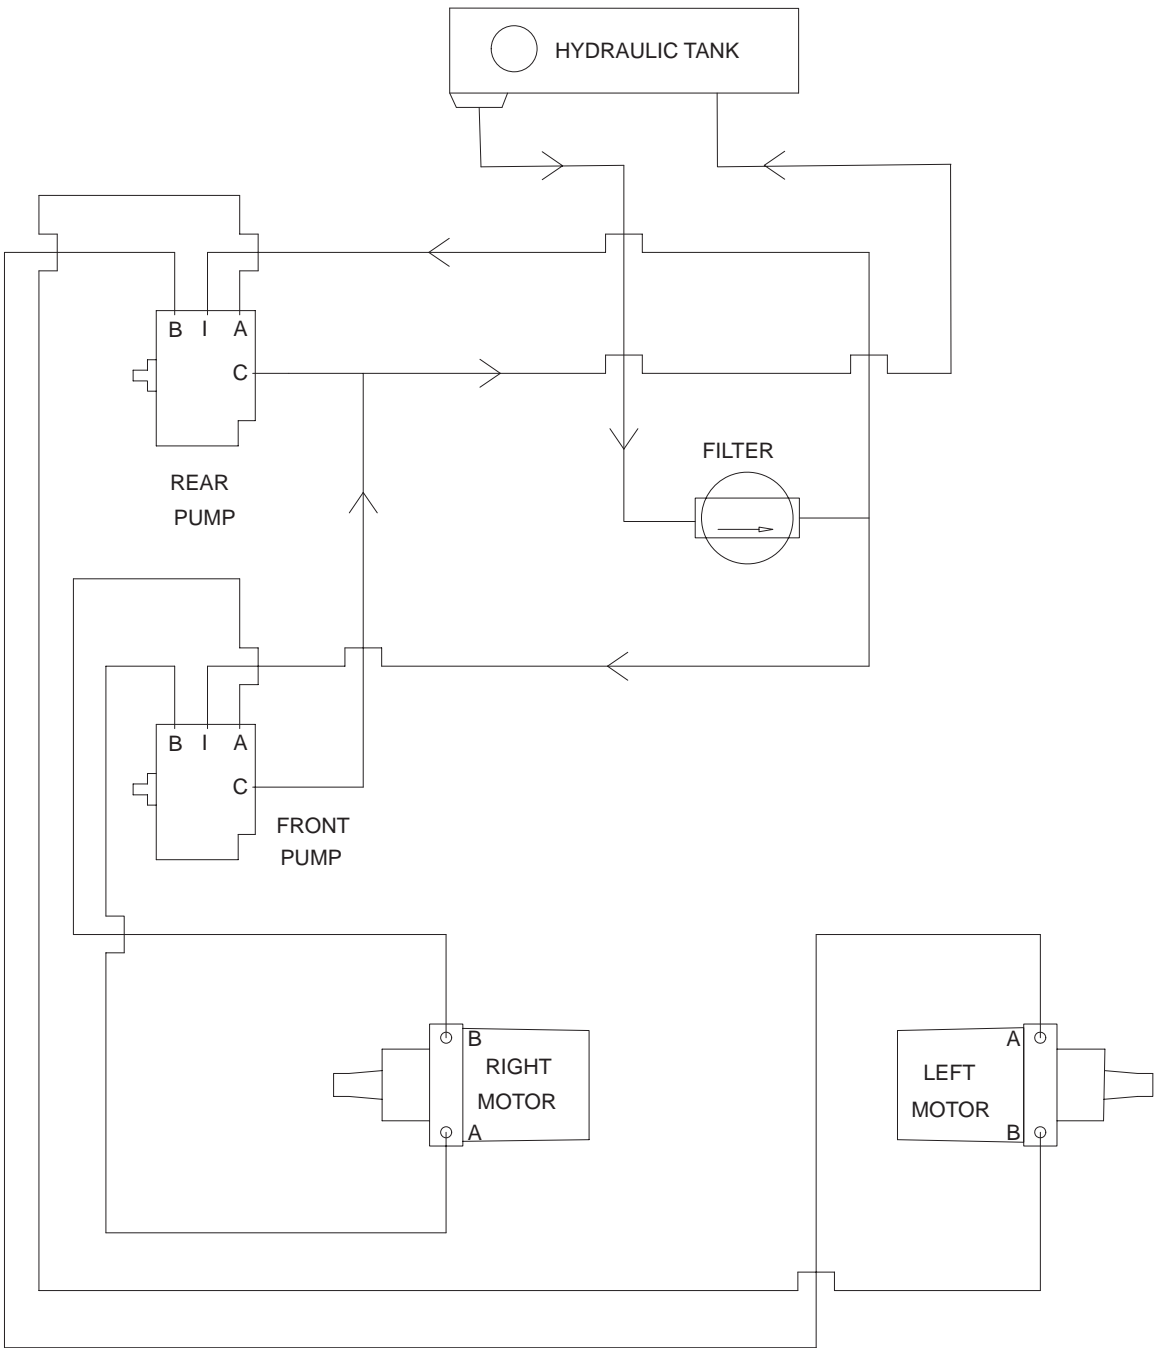 HYDRAULIC TANK
B I A
C
FILTER
REAR
PUMP
B I A
C
FRONT
PUMP
B
RIGHT
MOTOR
A
A
LEFT
MOTOR
B